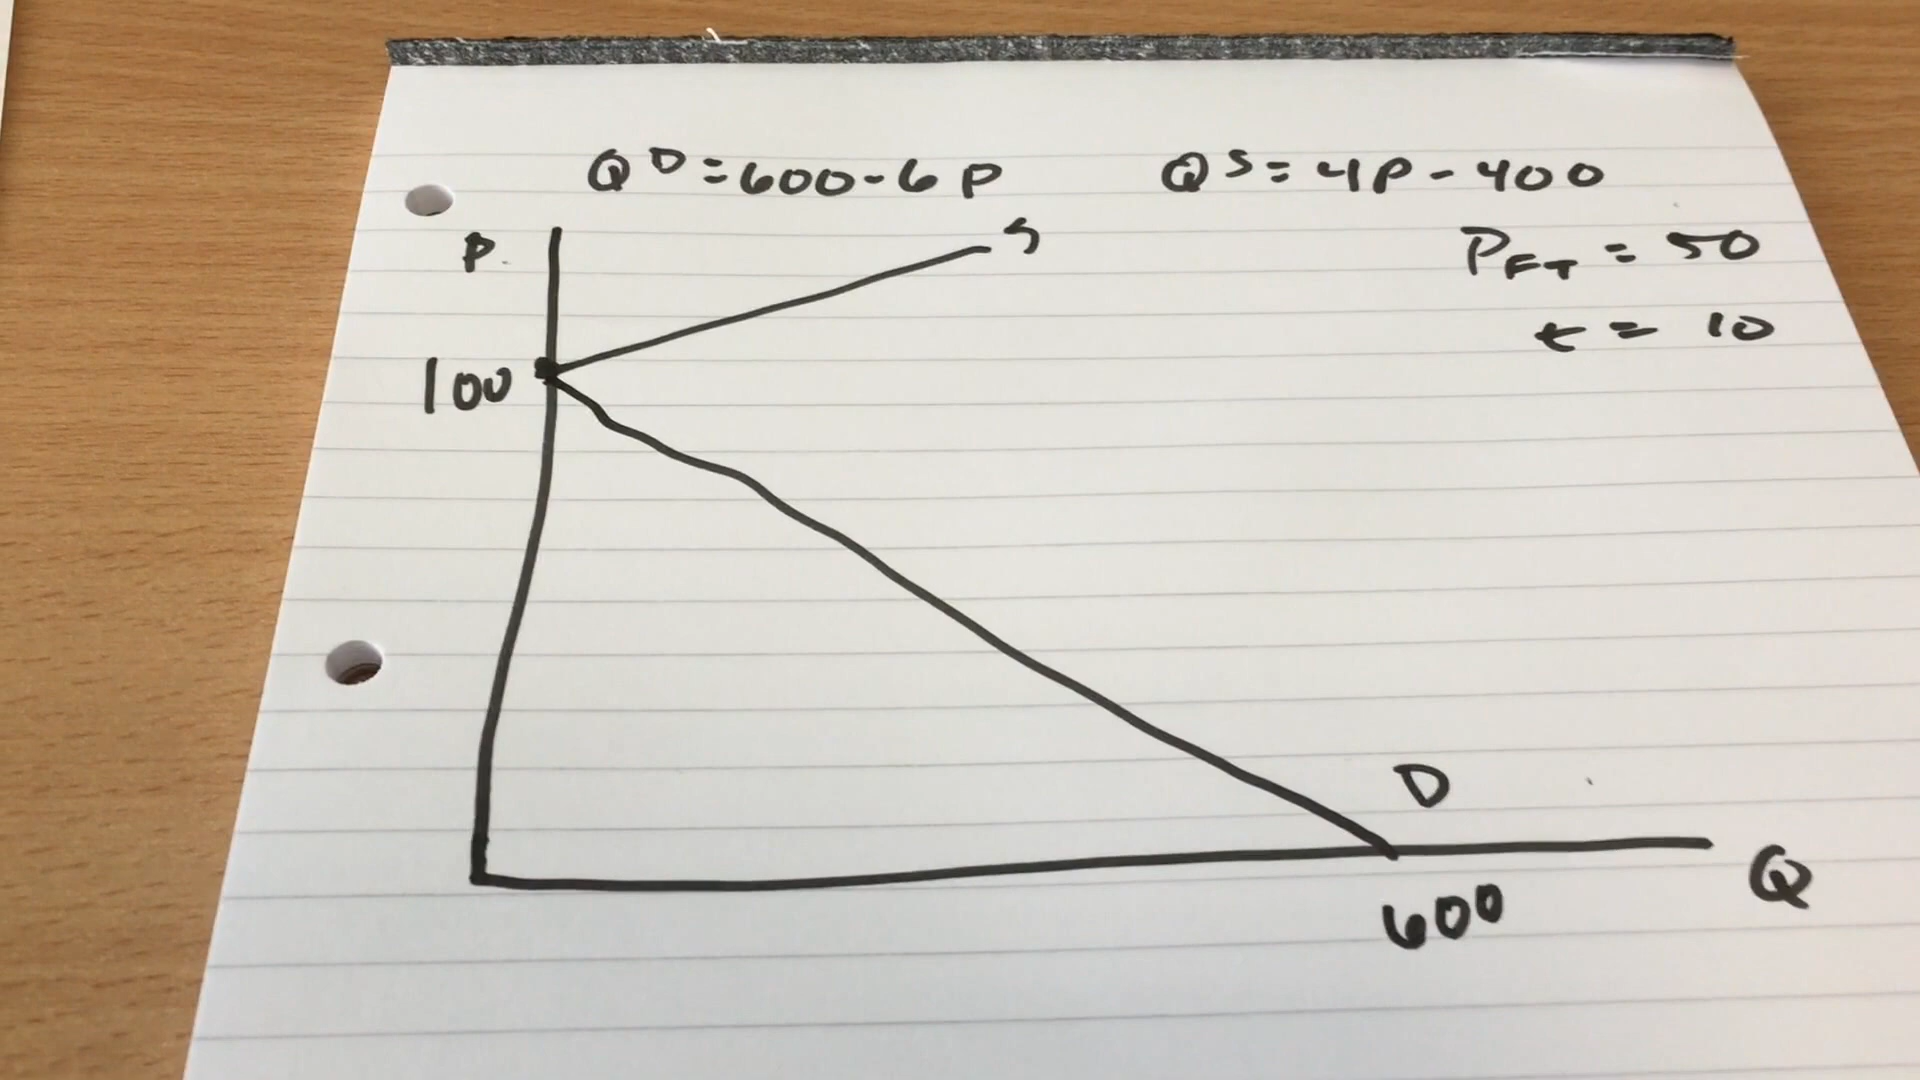 Q^D = 600 - 6P
Q^S = 4P - 400
P_FT = 50
t = 10
P
S
100
D
Q
600